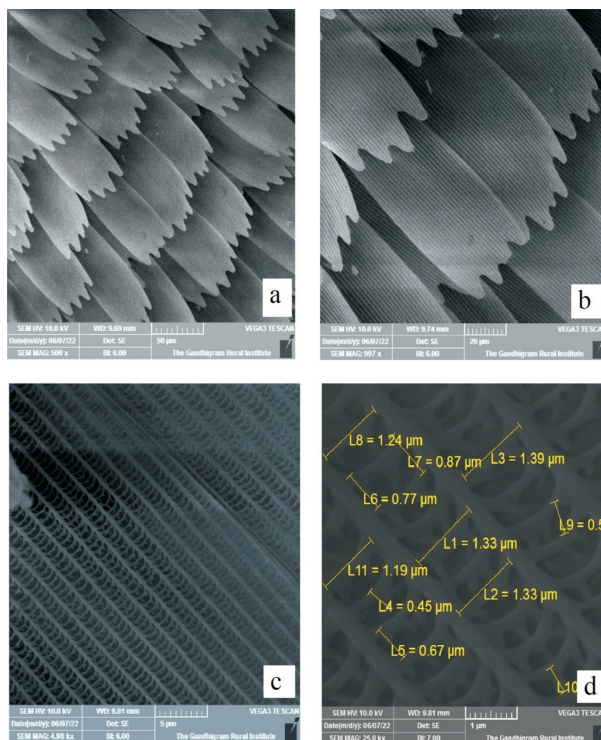 a
SEM HV: 10.0 kV WD: 9.69 mm VEGA3 TESCAN
Date(m/d/y): 06/07/22 Det: SE 50 µm
SEM MAG: 500 x BI: 6.00 The Gandhigram Rural Institute
b
SEM HV: 10.0 kV WD: 9.74 mm VEGA3 TESCAN
Date(m/d/y): 06/07/22 Det: SE 20 µm
SEM MAG: 997 x BI: 6.00 The Gandhigram Rural Institute
c
SEM HV: 10.0 kV WD: 9.81 mm VEGA3 TESCAN
Date(m/d/y): 06/07/22 Det: SE 5 µm
SEM MAG: 4.98 kx BI: 6.00 The Gandhigram Rural Institute
L8 = 1.24 µm
L7 = 0.87 µm
L3 = 1.39 µm
L6 = 0.77 µm
L9 = 0.5
L1 = 1.33 µm
L11 = 1.19 µm
L2 = 1.33 µm
L4 = 0.45 µm
L5 = 0.67 µm
L10
d
SEM HV: 10.0 kV WD: 9.81 mm VEGA3 TESCAN
Date(m/d/y): 06/07/22 Det: SE 1 µm
SEM MAG: 25.0 kx BI: 7.00 The Gandhigram Rural Institute